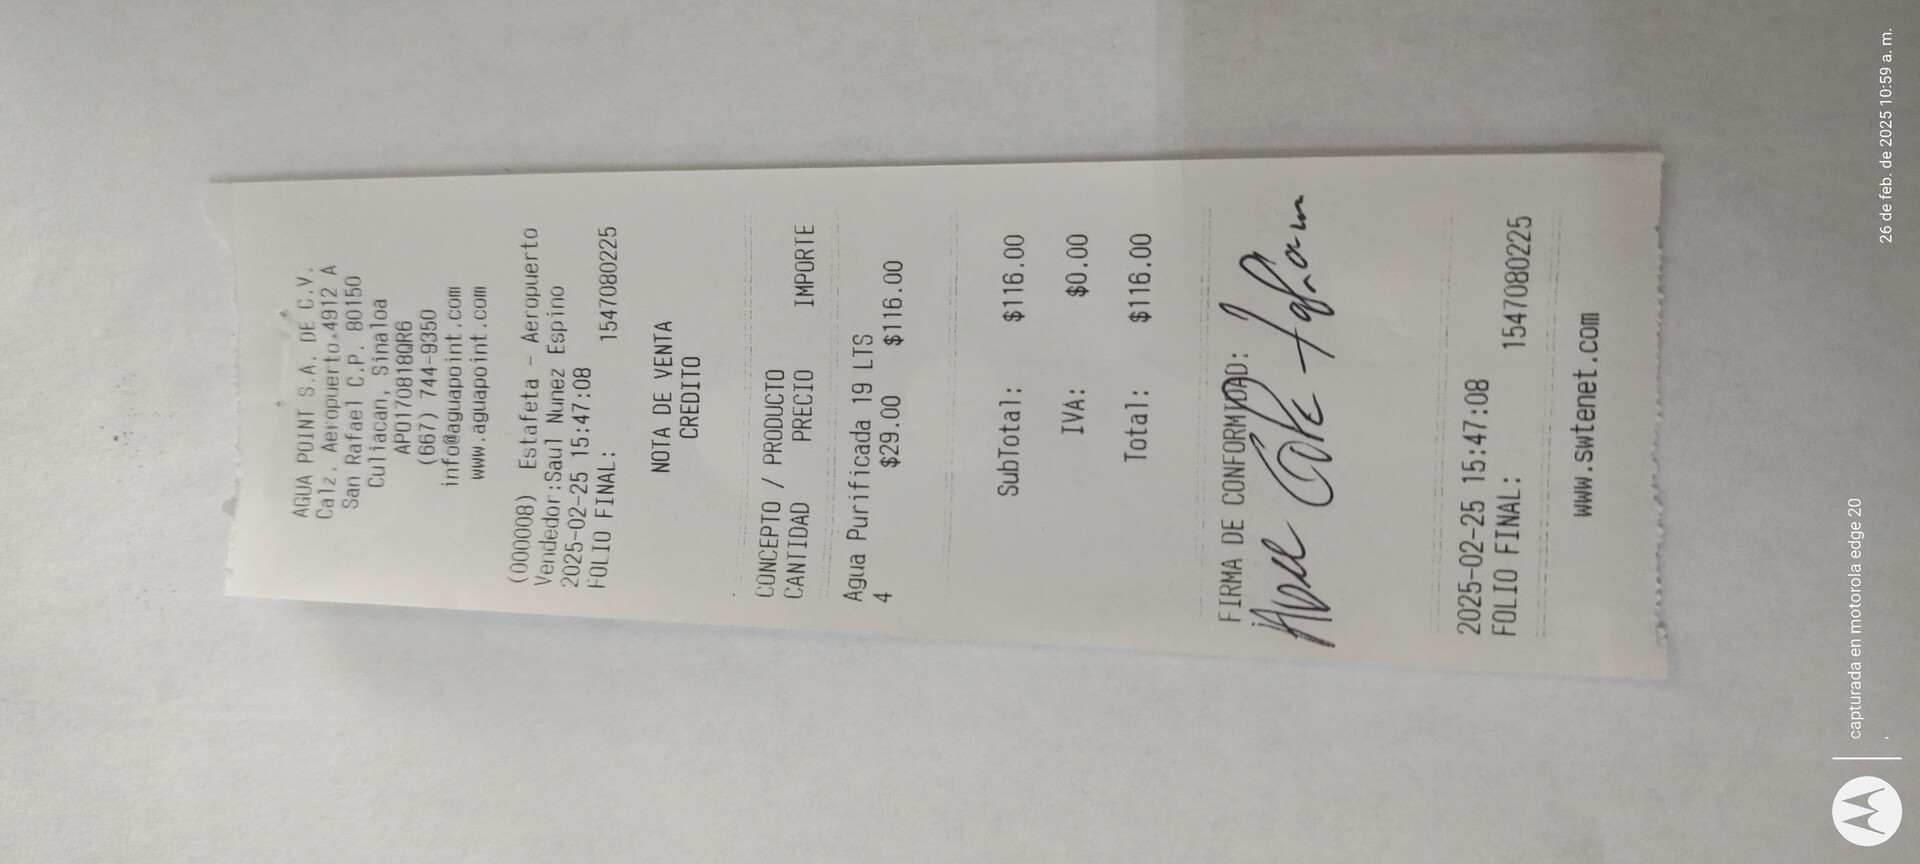 AGUA POINT S.A. DE C.V.
Calz. Aeropuerto.4912 A
San Rafael C.P. 80150
Culiacan, Sinaloa
APO170818QR6
(667) 744-9350
info@aguapoint.com
www.aguapoint.com
(000008) Estafeta - Aeropuerto
Vendedor:Saul Nunez Espino
2025-02-25 15:47:08
FOLIO FINAL: 1547080225
NOTA DE VENTA
CREDITO
CONCEPTO / PRODUCTO
CANTIDAD PRECIO IMPORTE
Agua Purificada 19 LTS
4 $29.00 $116.00
SubTotal: $116.00
IVA: $0.00
Total: $116.00
FIRMA DE CONFORMIDAD:
2025-02-25 15:47:08
FOLIO FINAL: 1547080225
www.swtenet.com
capturada en motorola edge 20
26 de feb. de 2025 10:59 a. m.